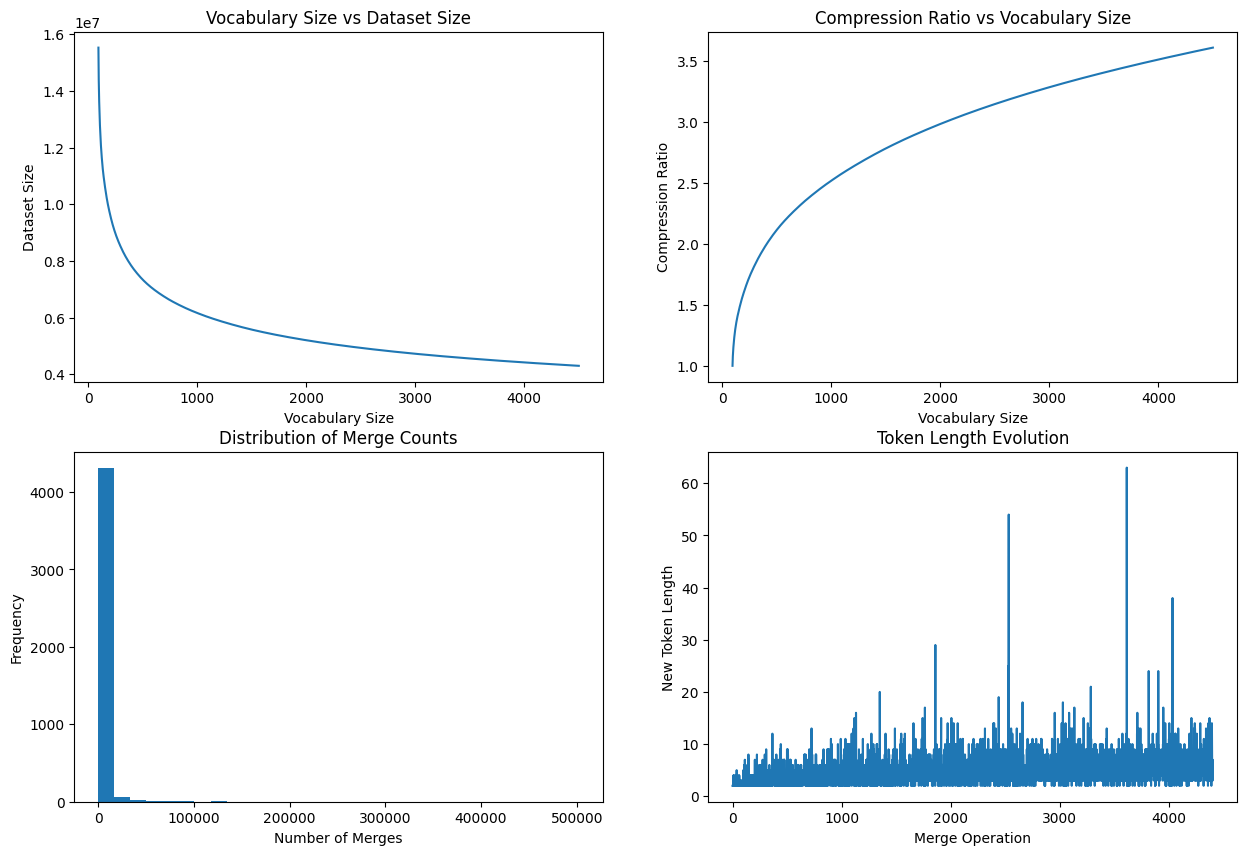 Vocabulary Size vs Dataset Size
1e7
1.6
1.4
1.2
1.0
0.8
0.6
0.4
Dataset Size
0 1000 2000 3000 4000
Vocabulary Size
Compression Ratio vs Vocabulary Size
3.5
3.0
2.5
2.0
1.5
1.0
Compression Ratio
0 1000 2000 3000 4000
Vocabulary Size
Distribution of Merge Counts
4000
3000
2000
1000
0
Frequency
0 100000 200000 300000 400000 500000
Number of Merges
Token Length Evolution
60
50
40
30
20
10
0
New Token Length
0 1000 2000 3000 4000
Merge Operation